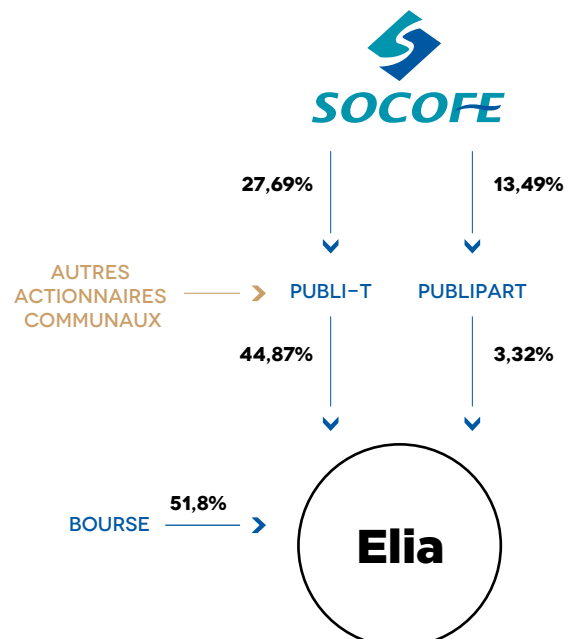 SOCOFE
27,69%
13,49%
AUTRES
ACTIONNAIRES
COMMUNAUX
PUBLI-T
PUBLIPART
44,87%
3,32%
BOURSE
51,8%
Elia